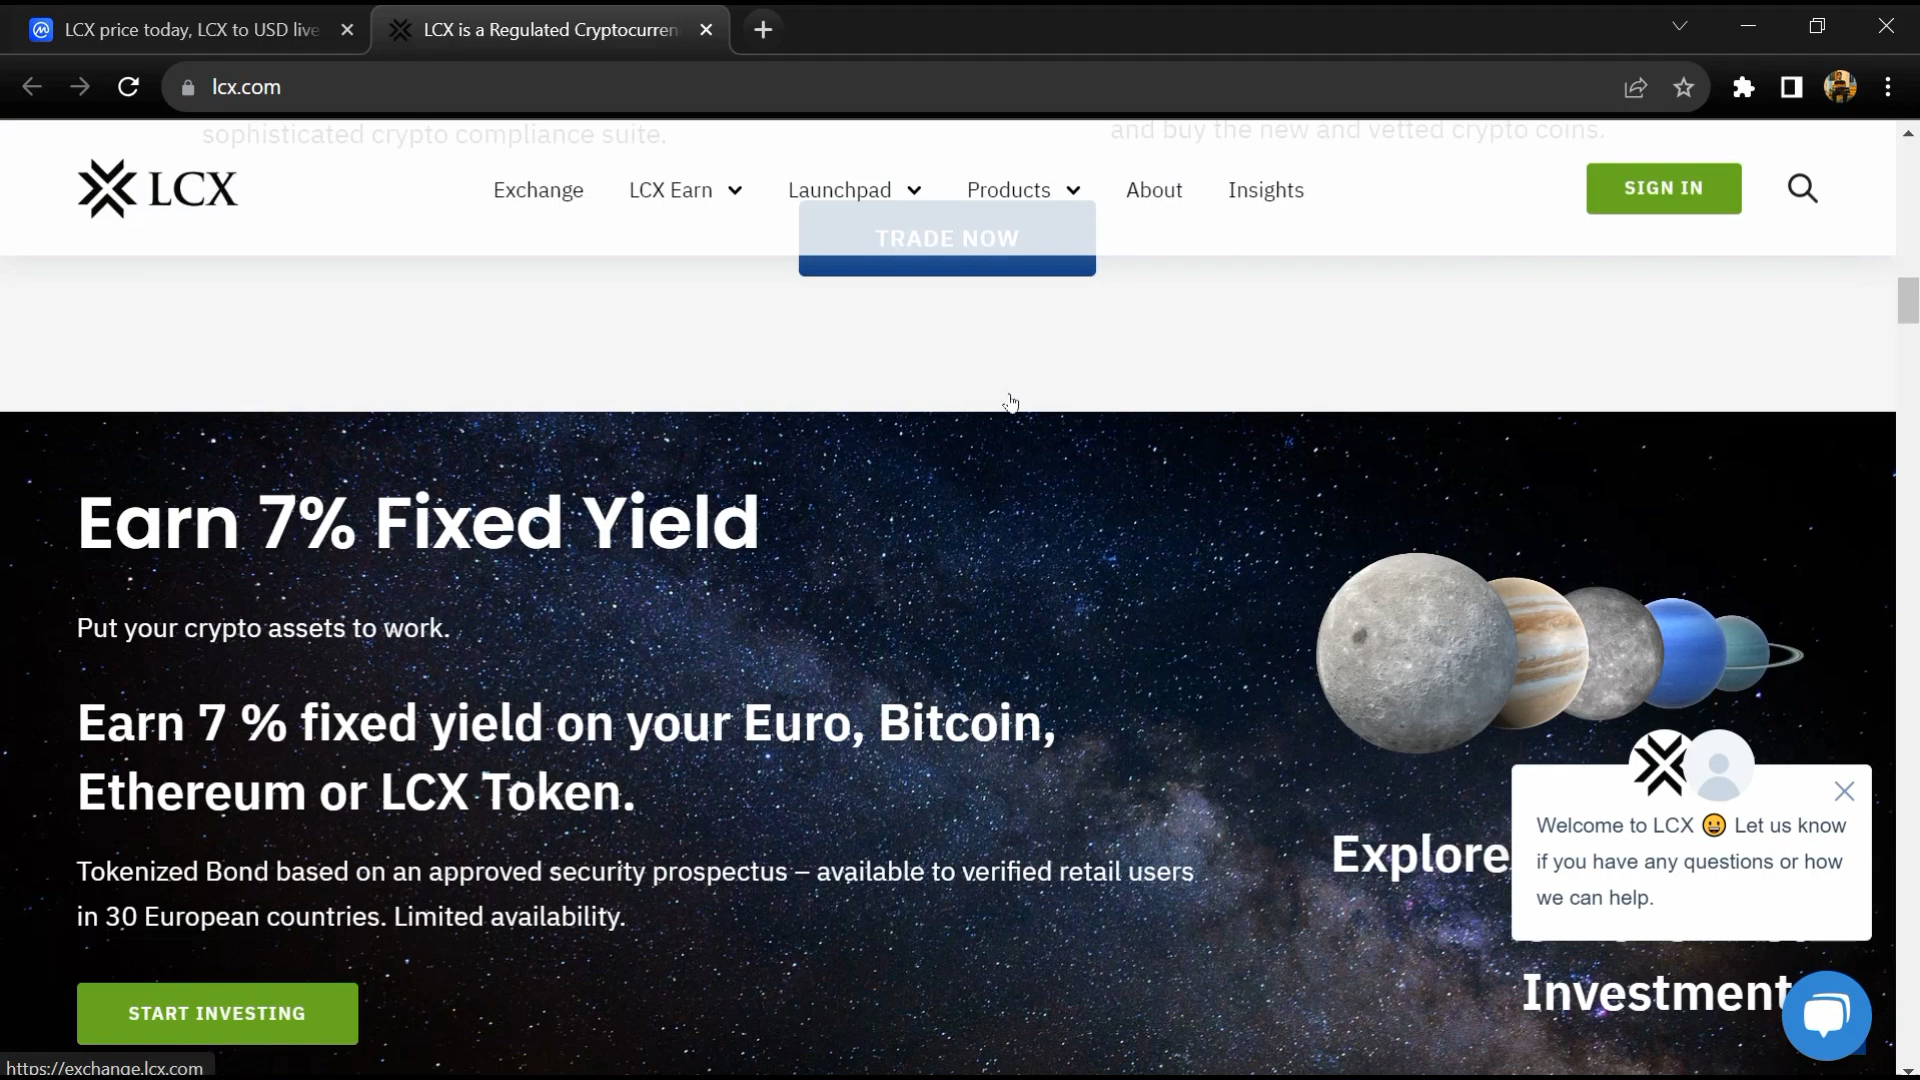 LCX price today, LCX to USD live
LCX is a Regulated Cryptocurren
lcx.com
sophisticated crypto compliance suite.
and buy the new and vetted crypto coins.
LCX
Exchange
LCX Earn
Launchpad
Products
About
Insights
SIGN IN
TRADE NOW
Earn 7% Fixed Yield
Put your crypto assets to work.
Earn 7 % fixed yield on your Euro, Bitcoin,
Ethereum or LCX Token.
Tokenized Bond based on an approved security prospectus – available to verified retail users
in 30 European countries. Limited availability.
START INVESTING
Explore
Investment
Welcome to LCX 😀 Let us know
if you have any questions or how
we can help.
https://exchange.lcx.com